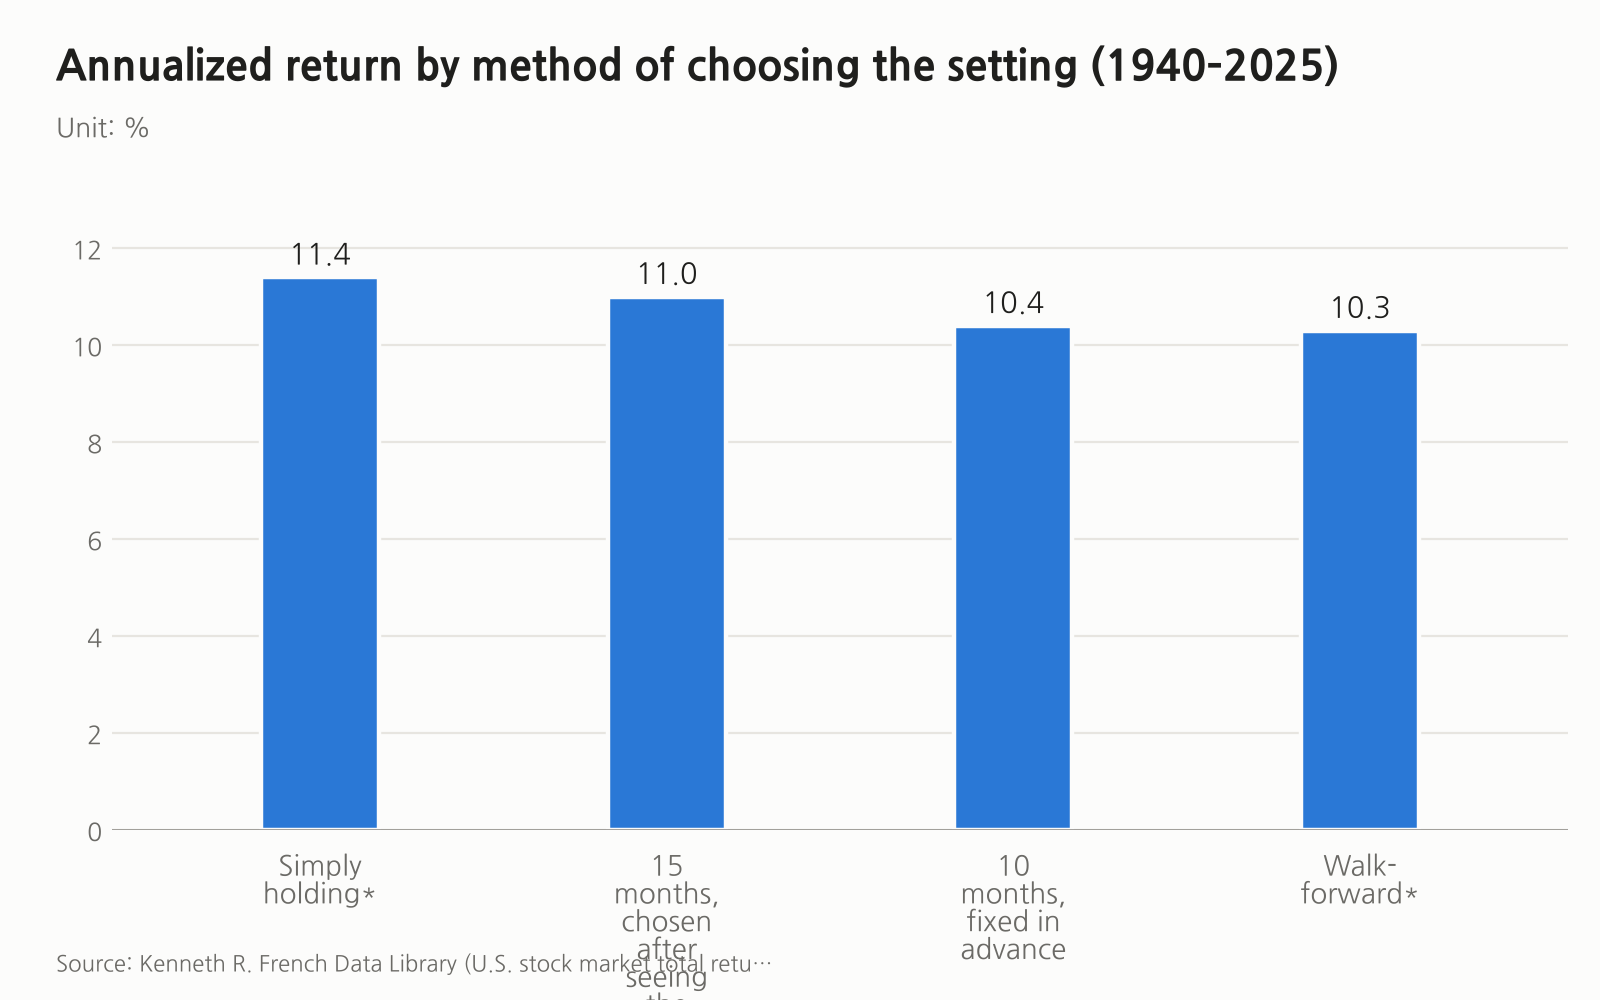 Annualized return by method of choosing the setting (1940-2025)
Unit: %
12
10
8
6
4
2
0
11.4
11.0
10.4
10.3
Simply
holding*
15
months,
chosen
after
seeing
the
10
months,
fixed in
advance
Walk-
forward*
Source: Kenneth R. French Data Library (U.S. stock market total retu…